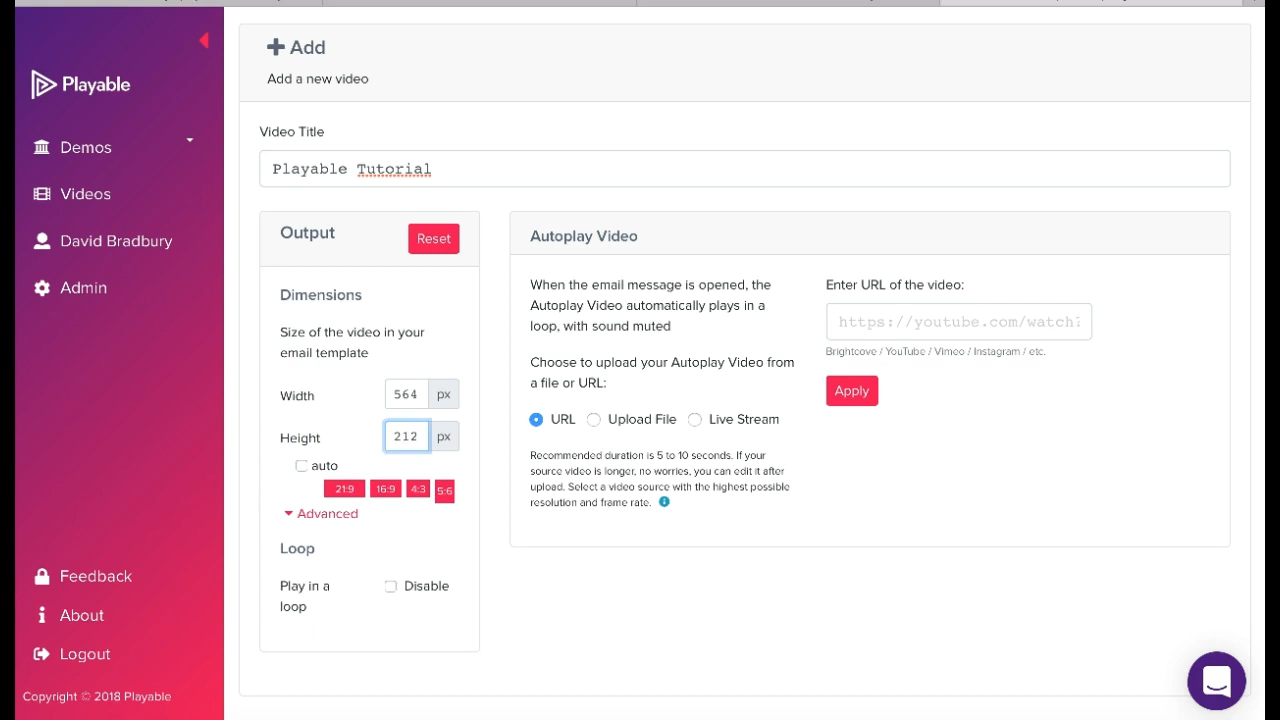 Playable
Demos
Videos
David Bradbury
Admin
Feedback
About
Logout
Copyright © 2018 Playable
Add
Add a new video
Video Title
Playable Tutorial
Output
Reset
Dimensions
Size of the video in your
email template
Width
564
px
Height
212
px
auto
21:9
16:9
4:3
5:6
Advanced
Loop
Play in a
loop
Disable
Autoplay Video
When the email message is opened, the
Autoplay Video automatically plays in a
loop, with sound muted
Choose to upload your Autoplay Video from
a file or URL:
URL
Upload File
Live Stream
Recommended duration is 5 to 10 seconds. If your
source video is longer, no worries, you can edit it after
upload. Select a video source with the highest possible
resolution and frame rate.
Enter URL of the video:
https://youtube.com/watch?
Brightcove / YouTube / Vimeo / Instagram / etc.
Apply